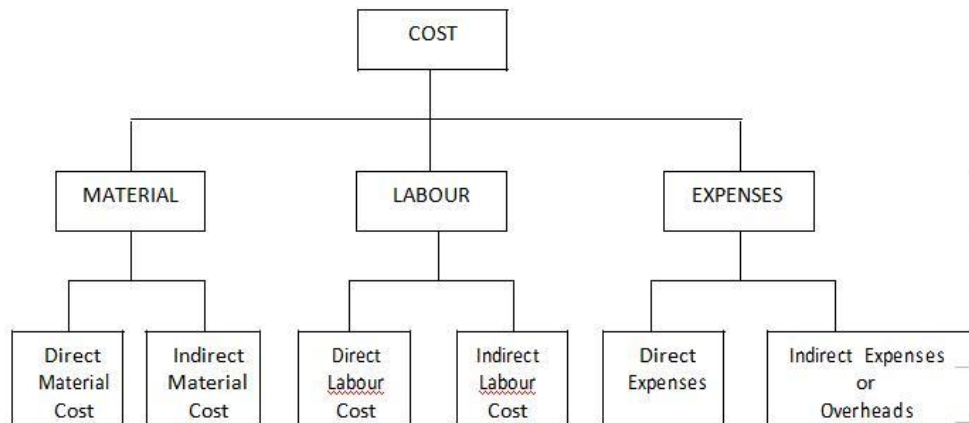 COST
MATERIAL
LABOUR
EXPENSES
Direct
Material
Cost
Indirect
Material
Cost
Direct
Labour
Cost
Indirect
Labour
Cost
Direct
Expenses
Indirect Expenses
or
Overheads